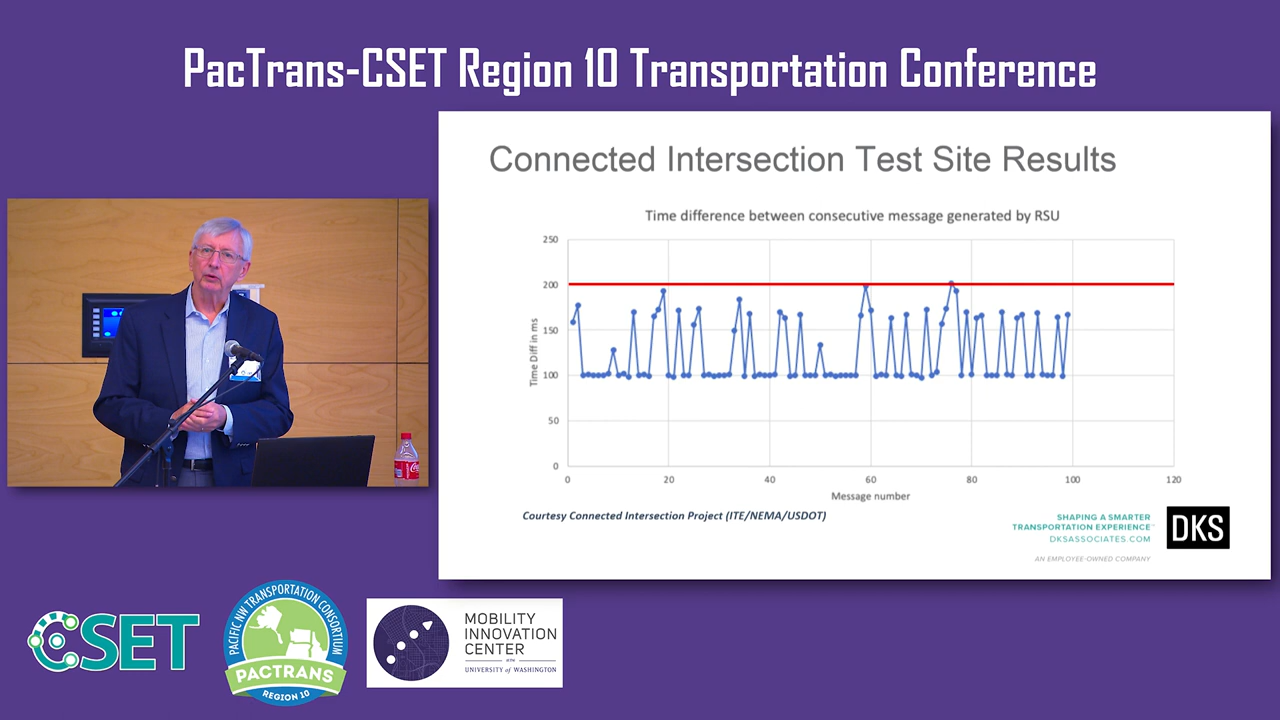 PacTrans-CSET Region 10 Transportation Conference
Connected Intersection Test Site Results
Time difference between consecutive message generated by RSU
250
200
150
100
50
0
Time Diff in ms
0 20 40 60 80 100 120
Message number
Courtesy Connected Intersection Project (ITE/NEMA/USDOT)
SHAPING A SMARTER
TRANSPORTATION EXERIENCE™
DKSASSOCIATES.COM
AN EMPLOYEE-OWNED COMPANY
DKS
CSET
PACIFIC NW TRANSPORTATION CONSORTIUM
PACTRANS
REGION 10
MOBILITY
INNOVATION
CENTER
UNIVERSITY of WASHINGTON